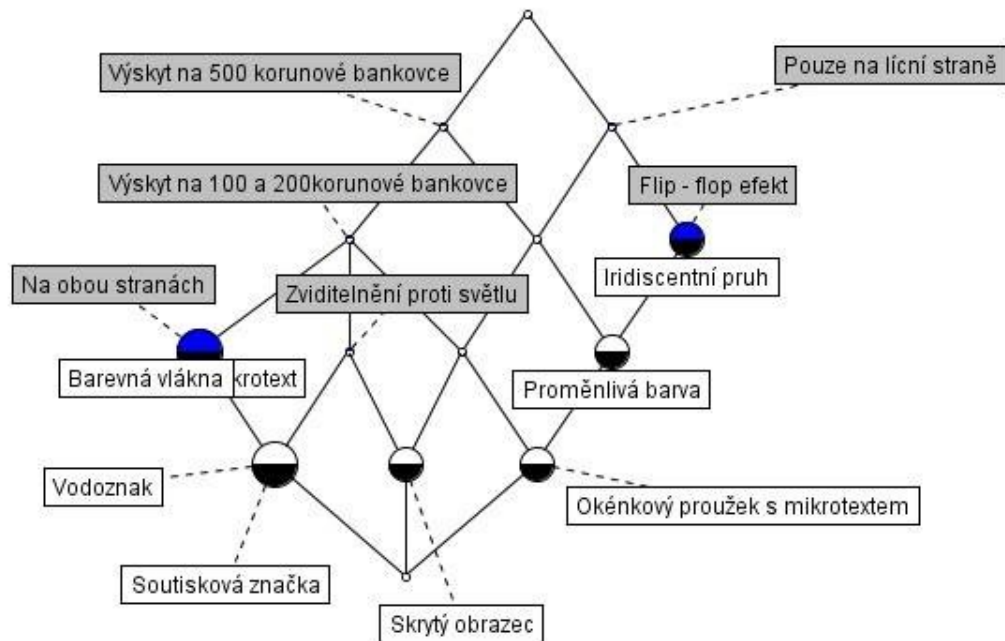 Výskyt na 500 korunové bankovce
Pouze na lícní straně
Výskyt na 100 a 200korunové bankovce
Flip - flop efekt
Na obou stranách
Zviditelnění proti světlu
Iridiscentní pruh
Barevná vlákna
krotext
Proměnlivá barva
Vodoznak
Okénkový proužek s mikrotextem
Soutisková značka
Skrytý obrazec